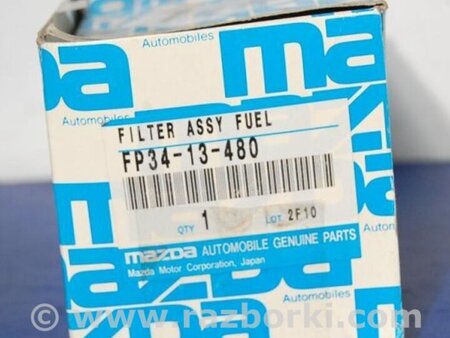 Automobiles
Automobiles
mazda
FILTER ASSY FUEL
FP34-13-480
QTY 1 LOT 2F10
mazda AUTOMOBILE GENUINE PARTS
Mazda Motor Corporation, Japan
Automobiles
© www.razborki.com